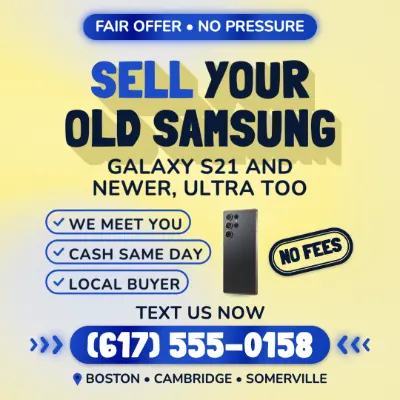 FAIR OFFER • NO PRESSURE
SELL YOUR
OLD SAMSUNG
GALAXY S21 AND
NEWER, ULTRA TOO
WE MEET YOU
CASH SAME DAY
LOCAL BUYER
NO FEES
TEXT US NOW
(617) 555-0158
BOSTON • CAMBRIDGE • SOMERVILLE